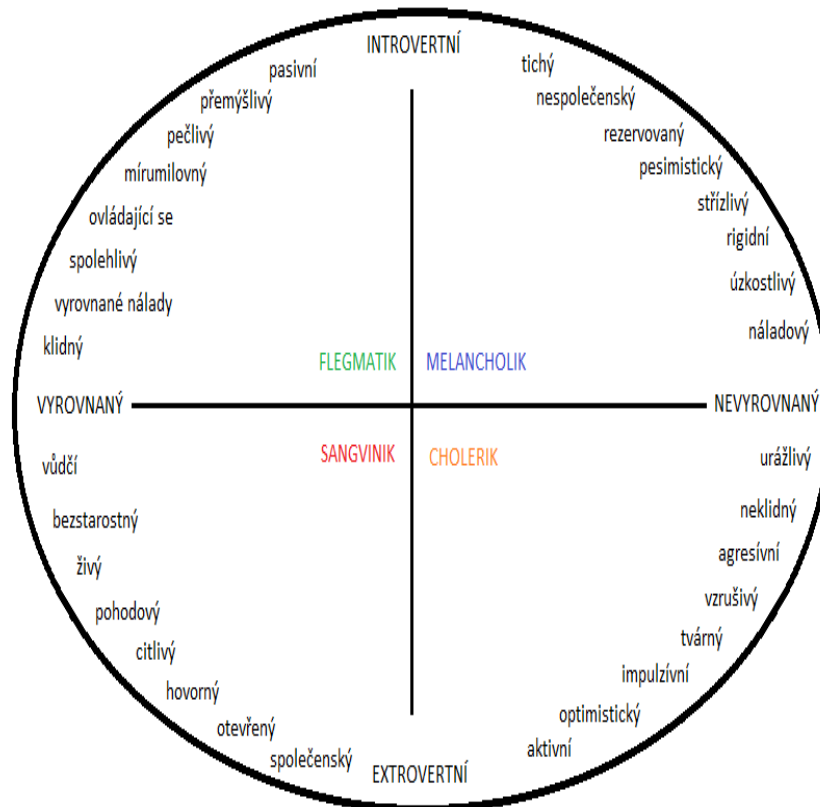 INTROVERTNÍ
pasivní
přemýšlivý
pečlivý
mírumilovný
ovládající se
spolehlivý
vyrovnané nálady
klidný
tichý
nespolečenský
rezervovaný
pesimistický
střízlivý
rigidní
úzkostlivý
náladový
FLEGMATIK
MELANCHOLIK
VYROVNANÝ
NEVYROVNANÝ
SANGVINIK
CHOLERIK
vůdčí
bezstarostný
živý
pohodový
citlivý
hovorný
otevřený
společenský
urážlivý
neklidný
agresívní
vzrušivý
tvárný
impulzívní
optimistický
aktivní
EXTROVERTNÍ